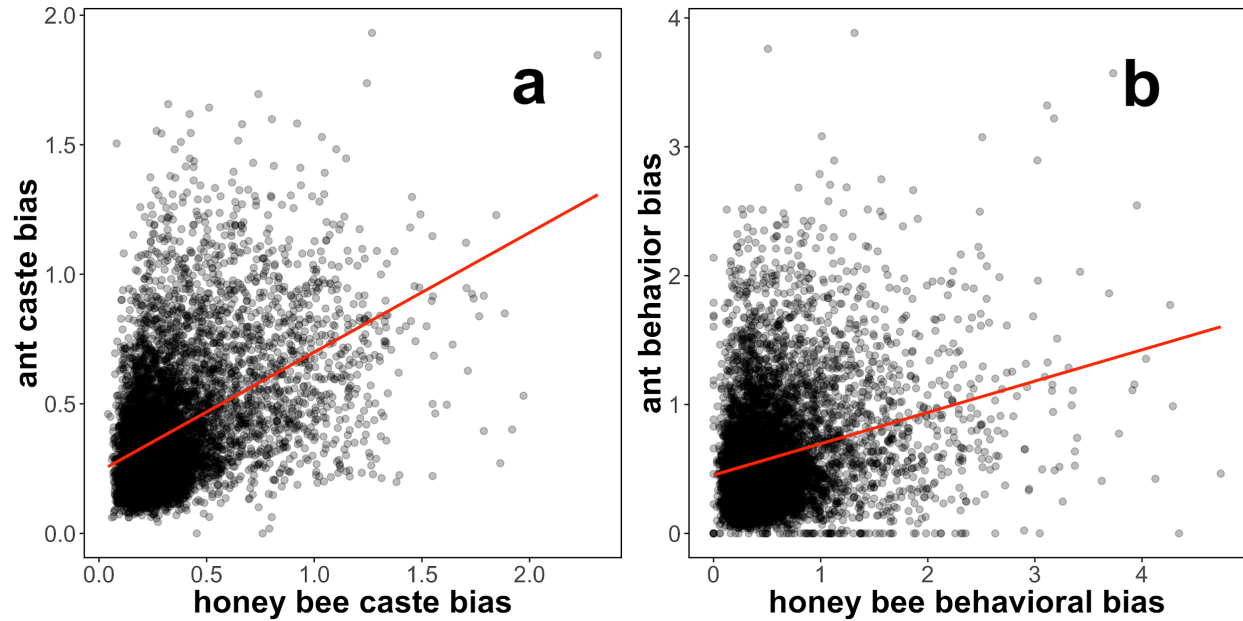 a
ant caste bias
2.0
1.5
1.0
0.5
0.0
0.0 0.5 1.0 1.5 2.0
honey bee caste bias
b
ant behavior bias
4
3
2
1
0
0 1 2 3 4
honey bee behavioral bias